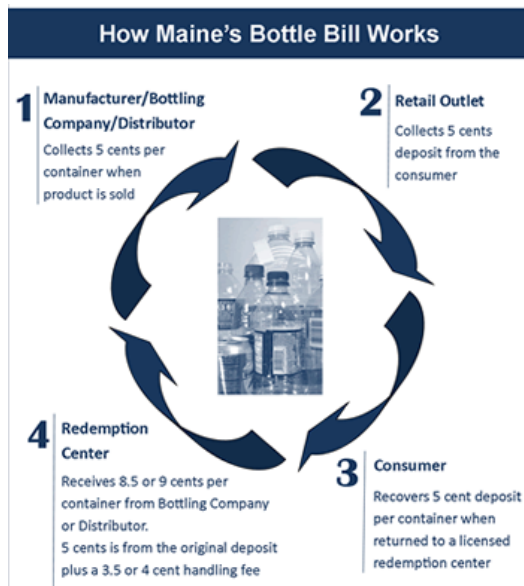 How Maine's Bottle Bill Works
1
Manufacturer/Bottling
Company/Distributor
Collects 5 cents per
container when
product is sold
2
Retail Outlet
Collects 5 cents
deposit from the
consumer
3
Consumer
Recovers 5 cent deposit
per container when
returned to a licensed
redemption center
4
Redemption
Center
Receives 8.5 or 9 cents per
container from Bottling Company
or Distributor.
5 cents is from the original deposit
plus a 3.5 or 4 cent handling fee